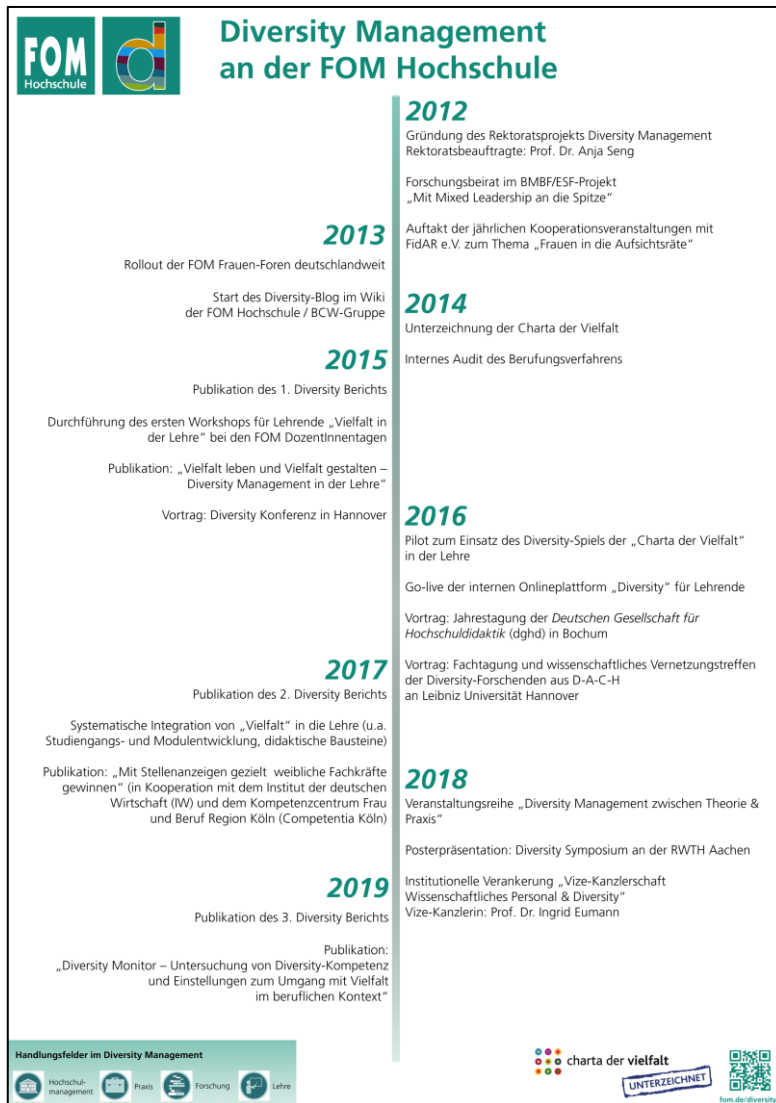 FOM
Hochschule
d
Diversity Management
an der FOM Hochschule
2012
Gründung des Rektoratsprojekts Diversity Management
Rektoratsbeauftragte: Prof. Dr. Anja Seng
Forschungsbeirat im BMBF/ESF-Projekt
„Mit Mixed Leadership an die Spitze“
Auftakt der jährlichen Kooperationsveranstaltungen mit
FidAR e.V. zum Thema „Frauen in die Aufsichtsräte“
2013
Rollout der FOM Frauen-Foren deutschlandweit
Start des Diversity-Blog im Wiki
der FOM Hochschule / BCW-Gruppe
2014
Unterzeichnung der Charta der Vielfalt
Internes Audit des Berufungsverfahrens
2015
Publikation des 1. Diversity Berichts
Durchführung des ersten Workshops für Lehrende „Vielfalt in
der Lehre“ bei den FOM DozentInnentagen
Publikation: „Vielfalt leben und Vielfalt gestalten –
Diversity Management in der Lehre“
Vortrag: Diversity Konferenz in Hannover
2016
Pilot zum Einsatz des Diversity-Spiels der „Charta der Vielfalt“
in der Lehre
Go-live der internen Onlineplattform „Diversity“ für Lehrende
Vortrag: Jahrestagung der Deutschen Gesellschaft für
Hochschuldidaktik (dghd) in Bochum
Vortrag: Fachtagung und wissenschaftliches Vernetzungstreffen
der Diversity-Forschenden aus D-A-C-H
an Leibniz Universität Hannover
2017
Publikation des 2. Diversity Berichts
Systematische Integration von „Vielfalt“ in die Lehre (u.a.
Studiengangs- und Modulentwicklung, didaktische Bausteine)
Publikation: „Mit Stellenanzeigen gezielt weibliche Fachkräfte
gewinnen“ (in Kooperation mit dem Institut der deutschen
Wirtschaft (IW) und dem Kompetenzcentrum Frau
und Beruf Region Köln (Competentia Köln)
2018
Veranstaltungsreihe „Diversity Management zwischen Theorie &
Praxis“
Posterpräsentation: Diversity Symposium an der RWTH Aachen
Institutionelle Verankerung „Vize-Kanzlerschaft
Wissenschaftliches Personal & Diversity“
Vize-Kanzlerin: Prof. Dr. Ingrid Eumann
2019
Publikation des 3. Diversity Berichts
Publikation:
„Diversity Monitor – Untersuchung von Diversity-Kompetenz
und Einstellungen zum Umgang mit Vielfalt
im beruflichen Kontext“
Handlungsfelder im Diversity Management
Hochschul-
management
Praxis
Forschung
Lehre
charta der vielfalt
UNTERZEICHNET
fom.de/diversity